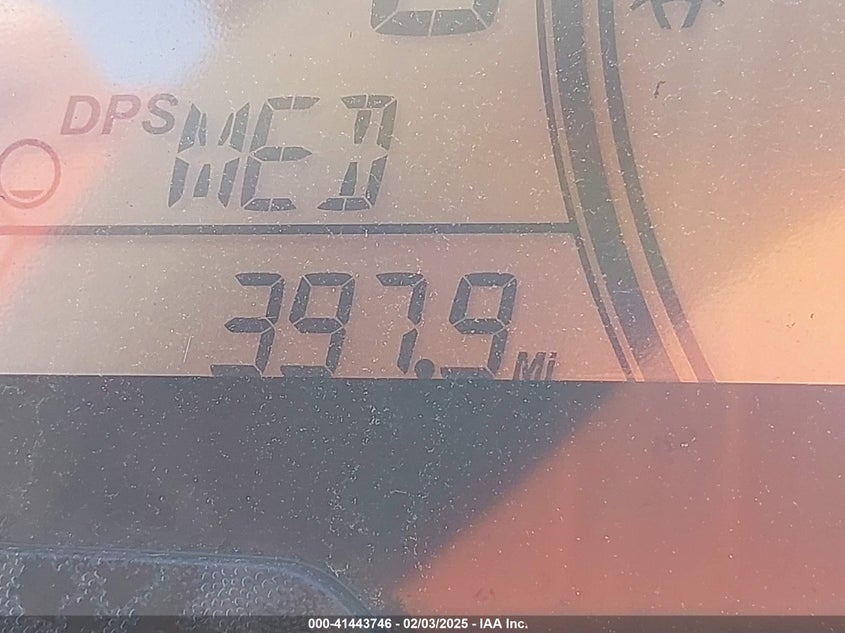 DPS MED
397.9 Mi
000-41443746 - 02/03/2025 - IAA Inc.